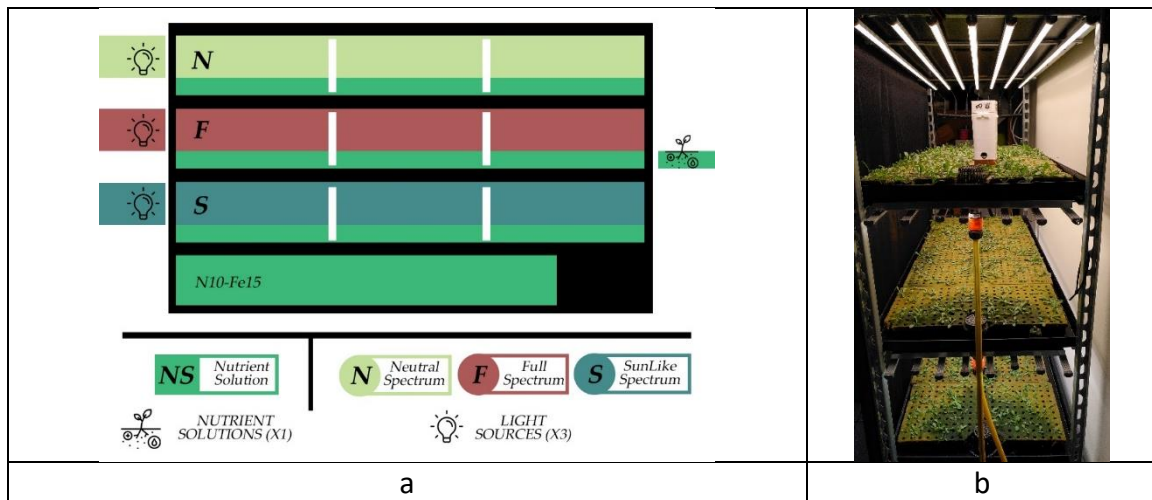 N
F
S
N10-Fe15
NS
Nutrient
Solution
N
Neutral
Spectrum
F
Full
Spectrum
S
SunLike
Spectrum
NUTRIENT
SOLUTIONS (X1)
LIGHT
SOURCES (X3)
a
b